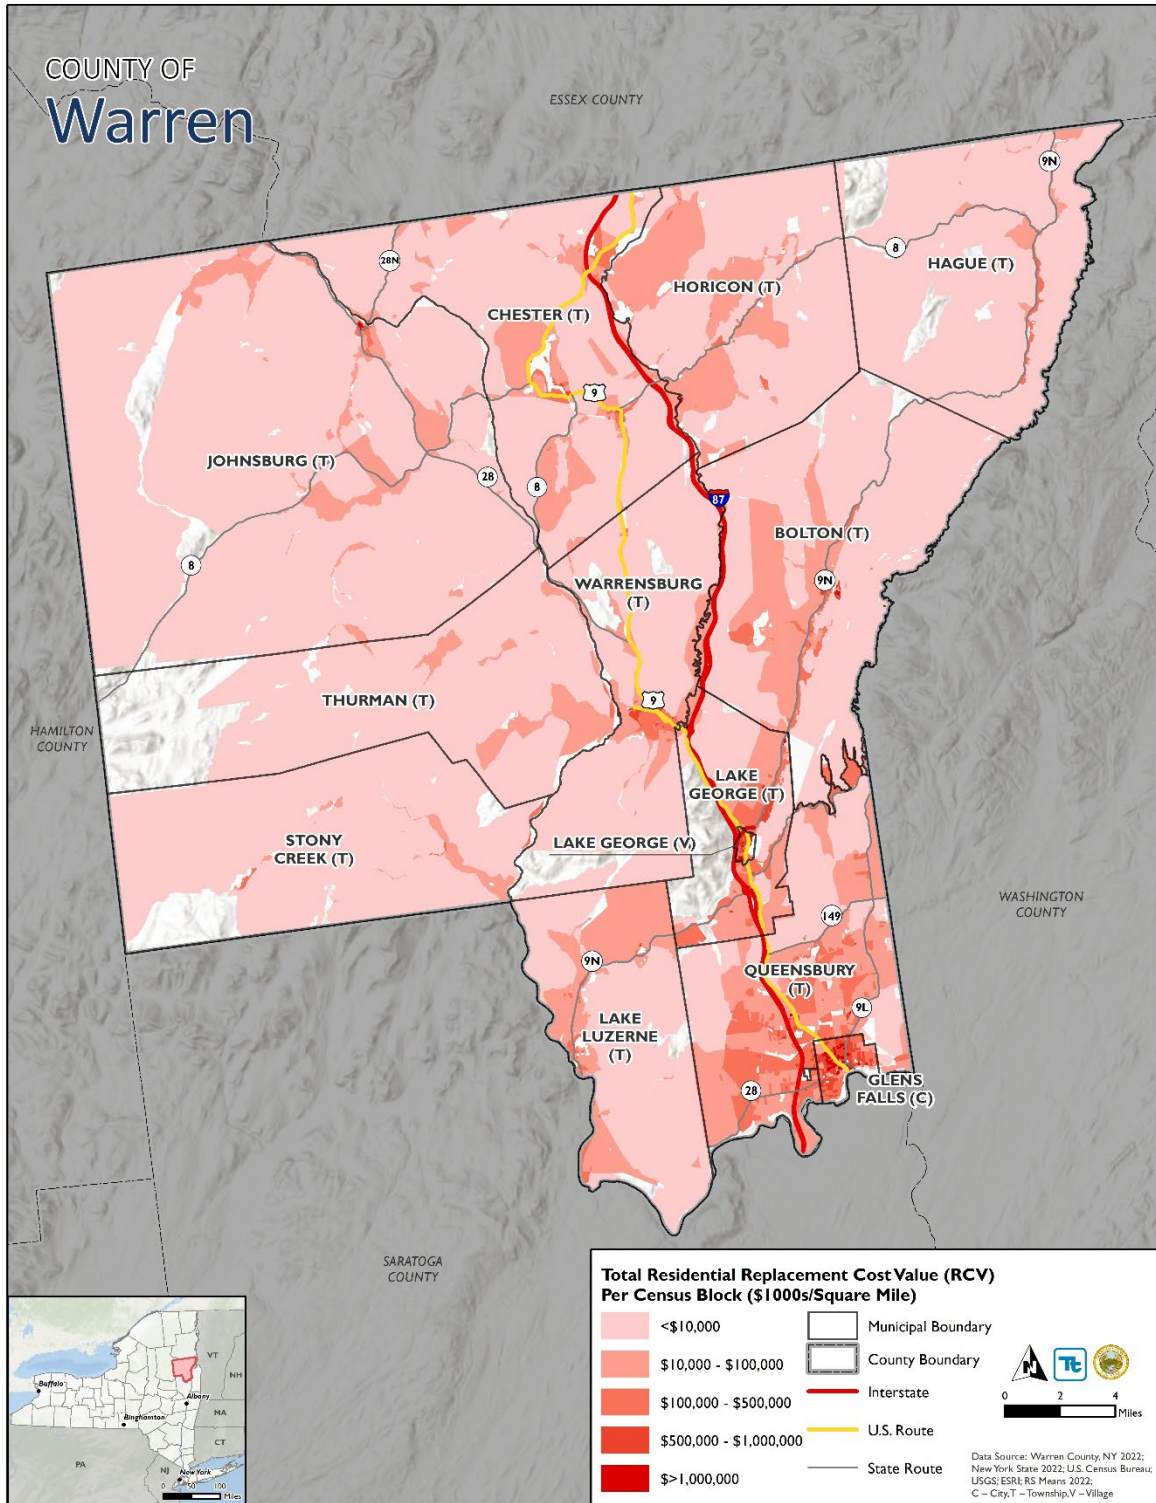 COUNTY OF
Warren
ESSEX COUNTY
9N
8
HAGUE (T)
28N
HORICON (T)
CHESTER (T)
9
JOHNSBURG (T)
28
8
87
BOLTON (T)
8
WARRENSBURG
(T)
9N
THURMAN (T)
9
HAMILTON
COUNTY
LAKE
GEORGE (T)
STONY
CREEK (T)
LAKE GEORGE (V)
WASHINGTON
COUNTY
149
9N
QUEENSBURY
(T)
9L
LAKE
LUZERNE
(T)
28
GLENS
FALLS (C)
SARATOGA
COUNTY
Total Residential Replacement Cost Value (RCV)
Per Census Block ($1000s/Square Mile)
<$10,000
$10,000 - $100,000
$100,000 - $500,000
$500,000 - $1,000,000
$>1,000,000
Municipal Boundary
County Boundary
Interstate
U.S. Route
State Route
N
Tt
0 2 4
Miles
Data Source: Warren County, NY 2022;
New York State 2022; U.S. Census Bureau;
USGS; ESRI; RS Means 2022;
C – City, T – Township, V – Village
VT
NH
Buffalo
Albany
MA
Binghamton
CT
PA
NJ
New York
0 50 100
Miles